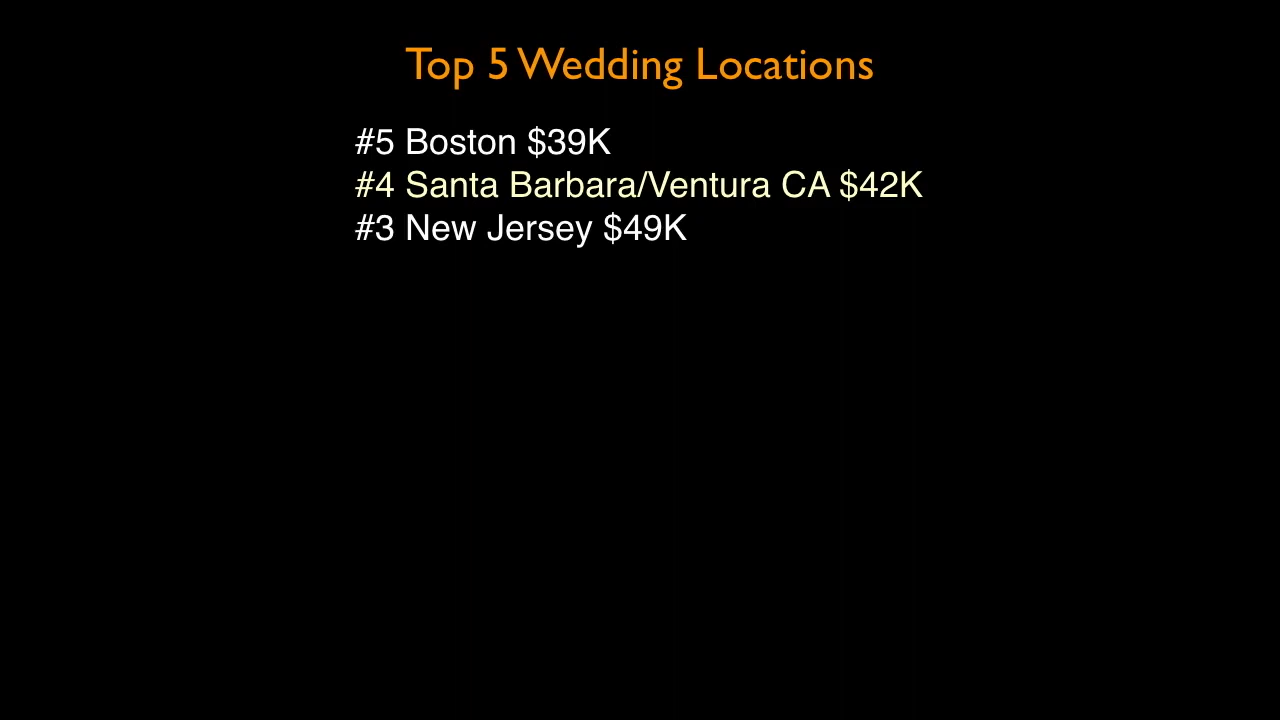 Top 5 Wedding Locations
#5 Boston $39K
#4 Santa Barbara/Ventura CA $42K
#3 New Jersey $49K